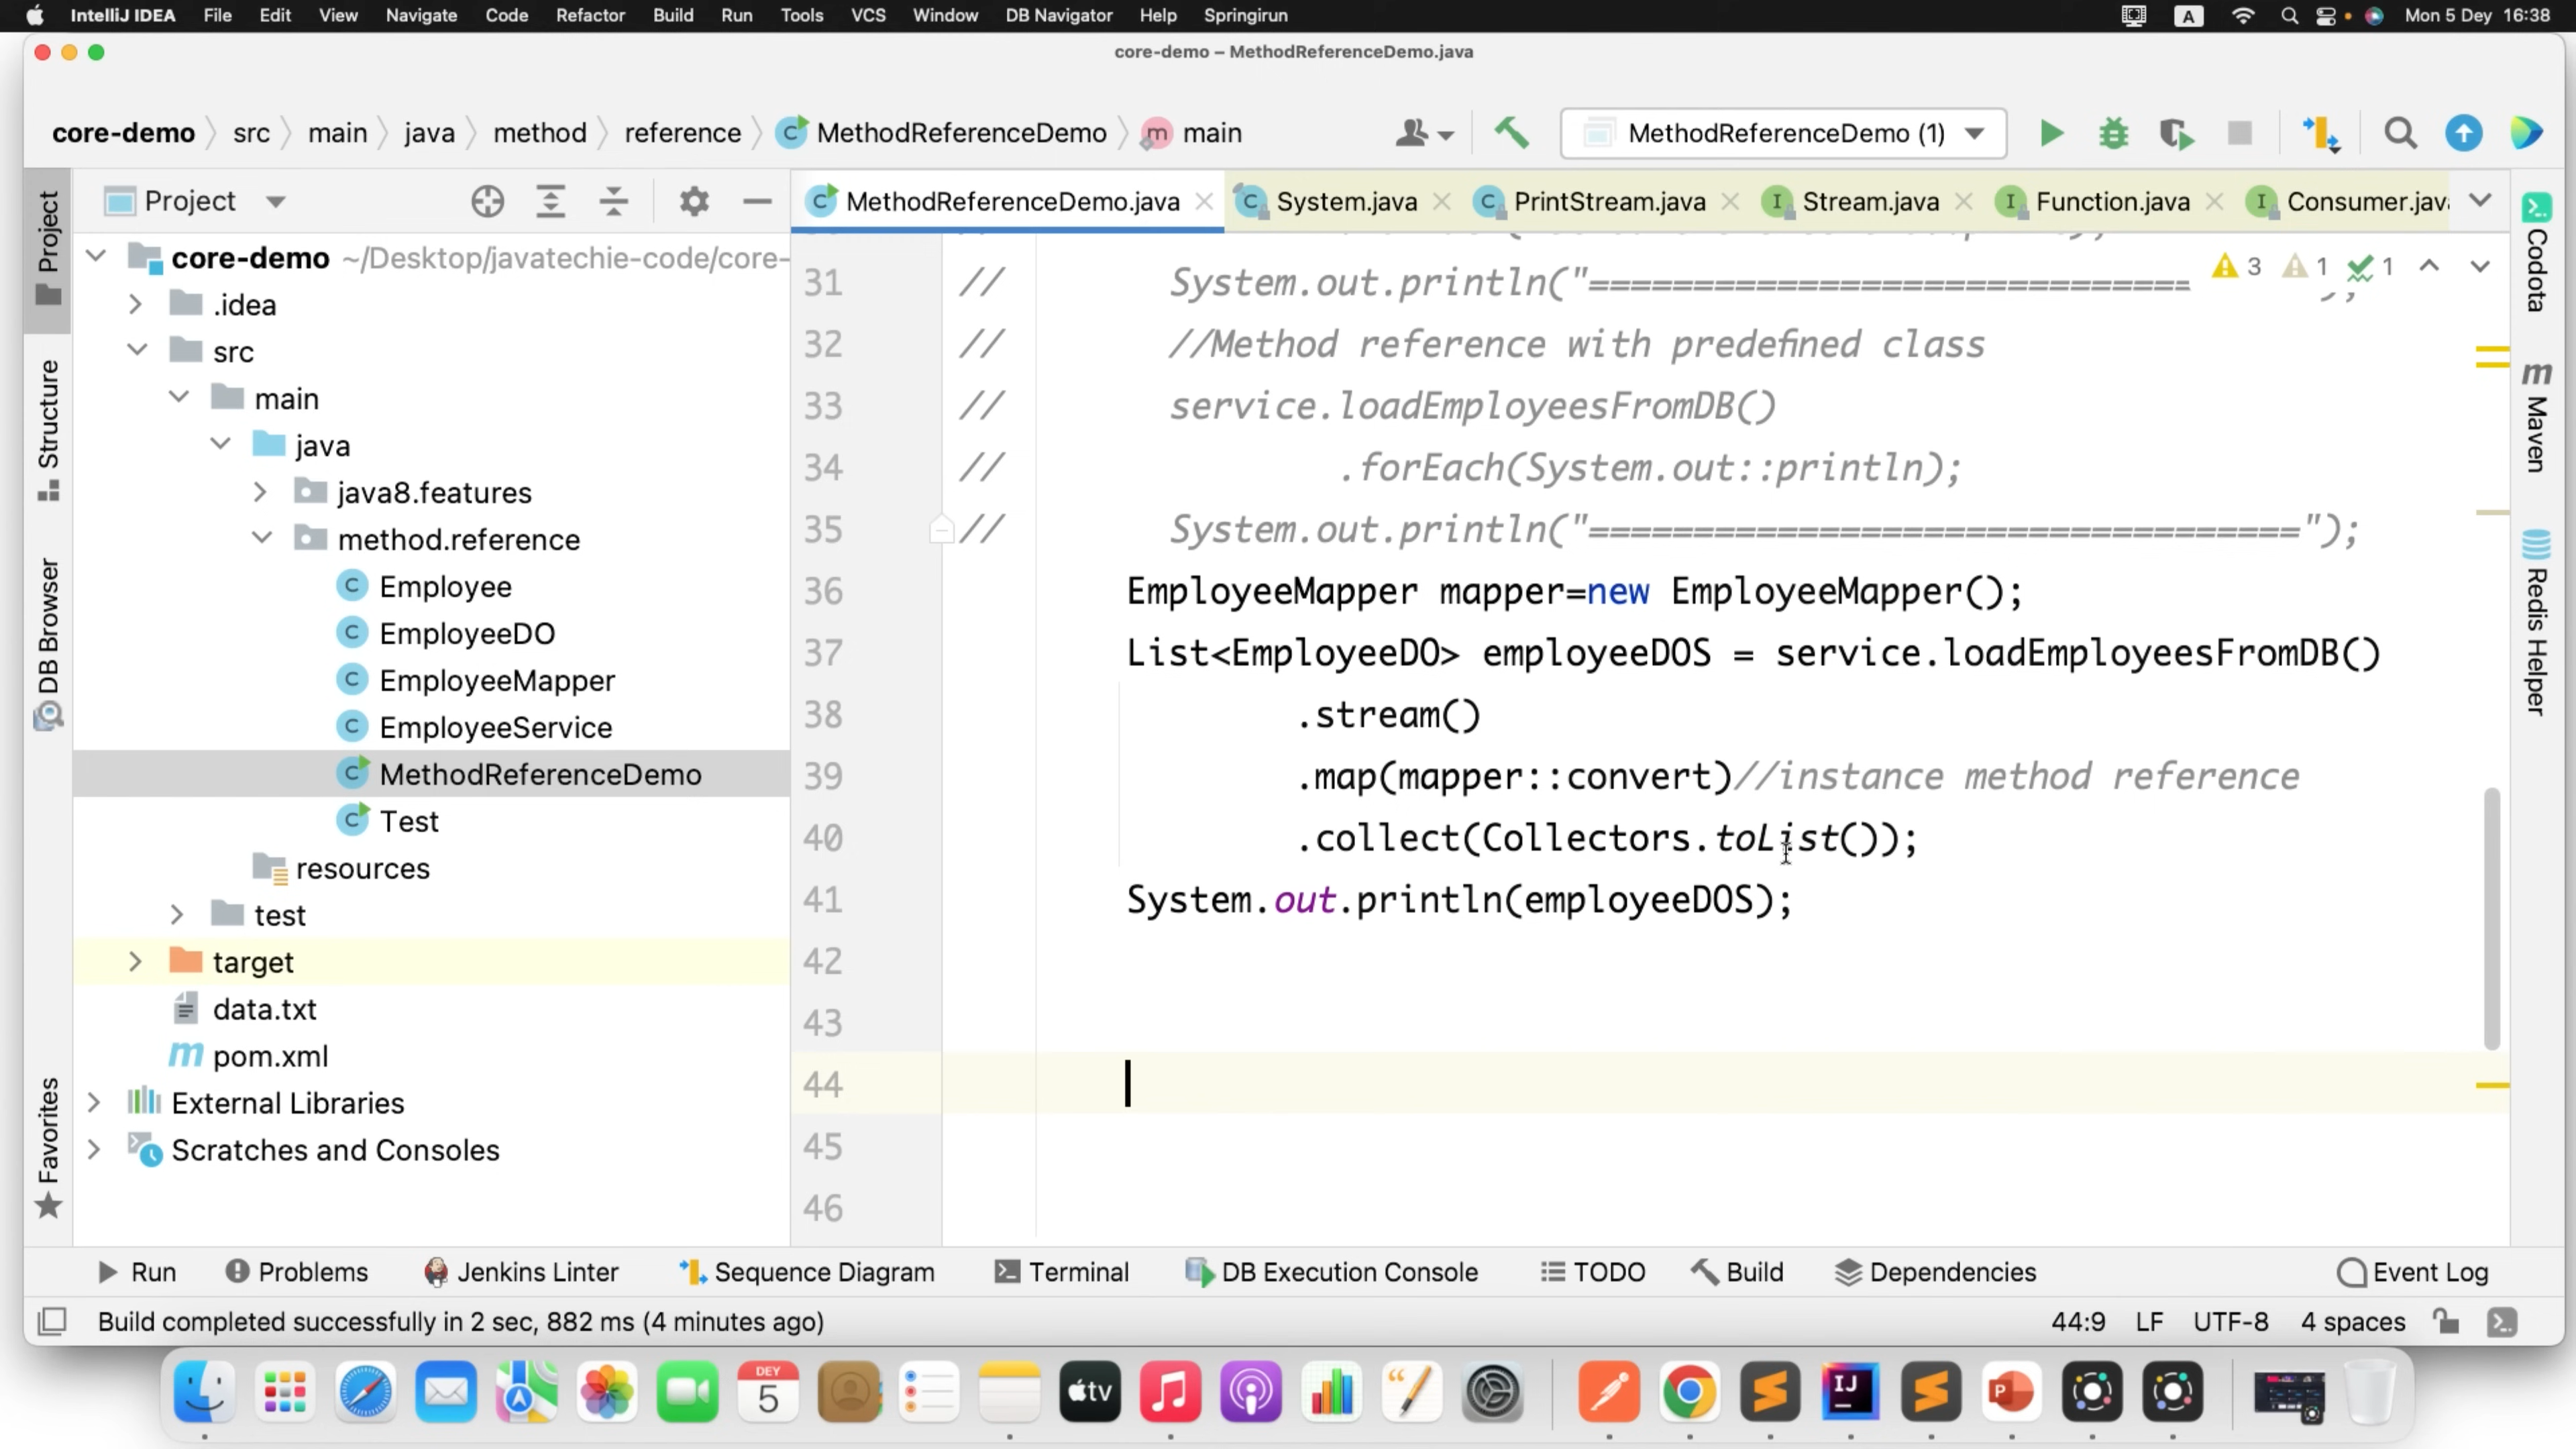 IntelliJ IDEA File Edit View Navigate Code Refactor Build Run Tools VCS Window DB Navigator Help Springirun A Mon 5 Dey 16:38
core-demo – MethodReferenceDemo.java
core-demo src main java method reference MethodReferenceDemo main MethodReferenceDemo (1)
Project
MethodReferenceDemo.java System.java PrintStream.java Stream.java Function.java Consumer.java
core-demo ~/Desktop/javatechie-code/core-
.idea
src
main
java
java8.features
method.reference
Employee
EmployeeDO
EmployeeMapper
EmployeeService
MethodReferenceDemo
Test
resources
test
target
data.txt
pom.xml
External Libraries
Scratches and Consoles
Project
Structure
DB Browser
Favorites
3 1 1
31 // System.out.println("=============================
32 // //Method reference with predefined class
33 // service.loadEmployeesFromDB()
34 // .forEach(System.out::println);
35 // System.out.println("==================================");
36 EmployeeMapper mapper=new EmployeeMapper();
37 List<EmployeeDO> employeeDOS = service.loadEmployeesFromDB()
38 .stream()
39 .map(mapper::convert)//instance method reference
40 .collect(Collectors.toList());
41 System.out.println(employeeDOS);
42
43
44
45
46
Codota
Maven
Redis Helper
Run Problems Jenkins Linter Sequence Diagram Terminal DB Execution Console TODO Build Dependencies Event Log
Build completed successfully in 2 sec, 882 ms (4 minutes ago) 44:9 LF UTF-8 4 spaces
DEY
5
tv
IJ
P